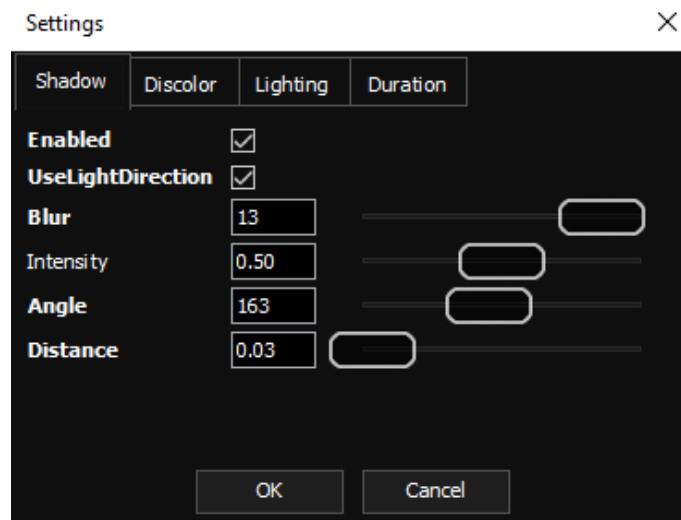 Settings
Shadow Discolor Lighting Duration
Enabled
UseLightDirection
Blur 13
Intensity 0.50
Angle 163
Distance 0.03
OK Cancel